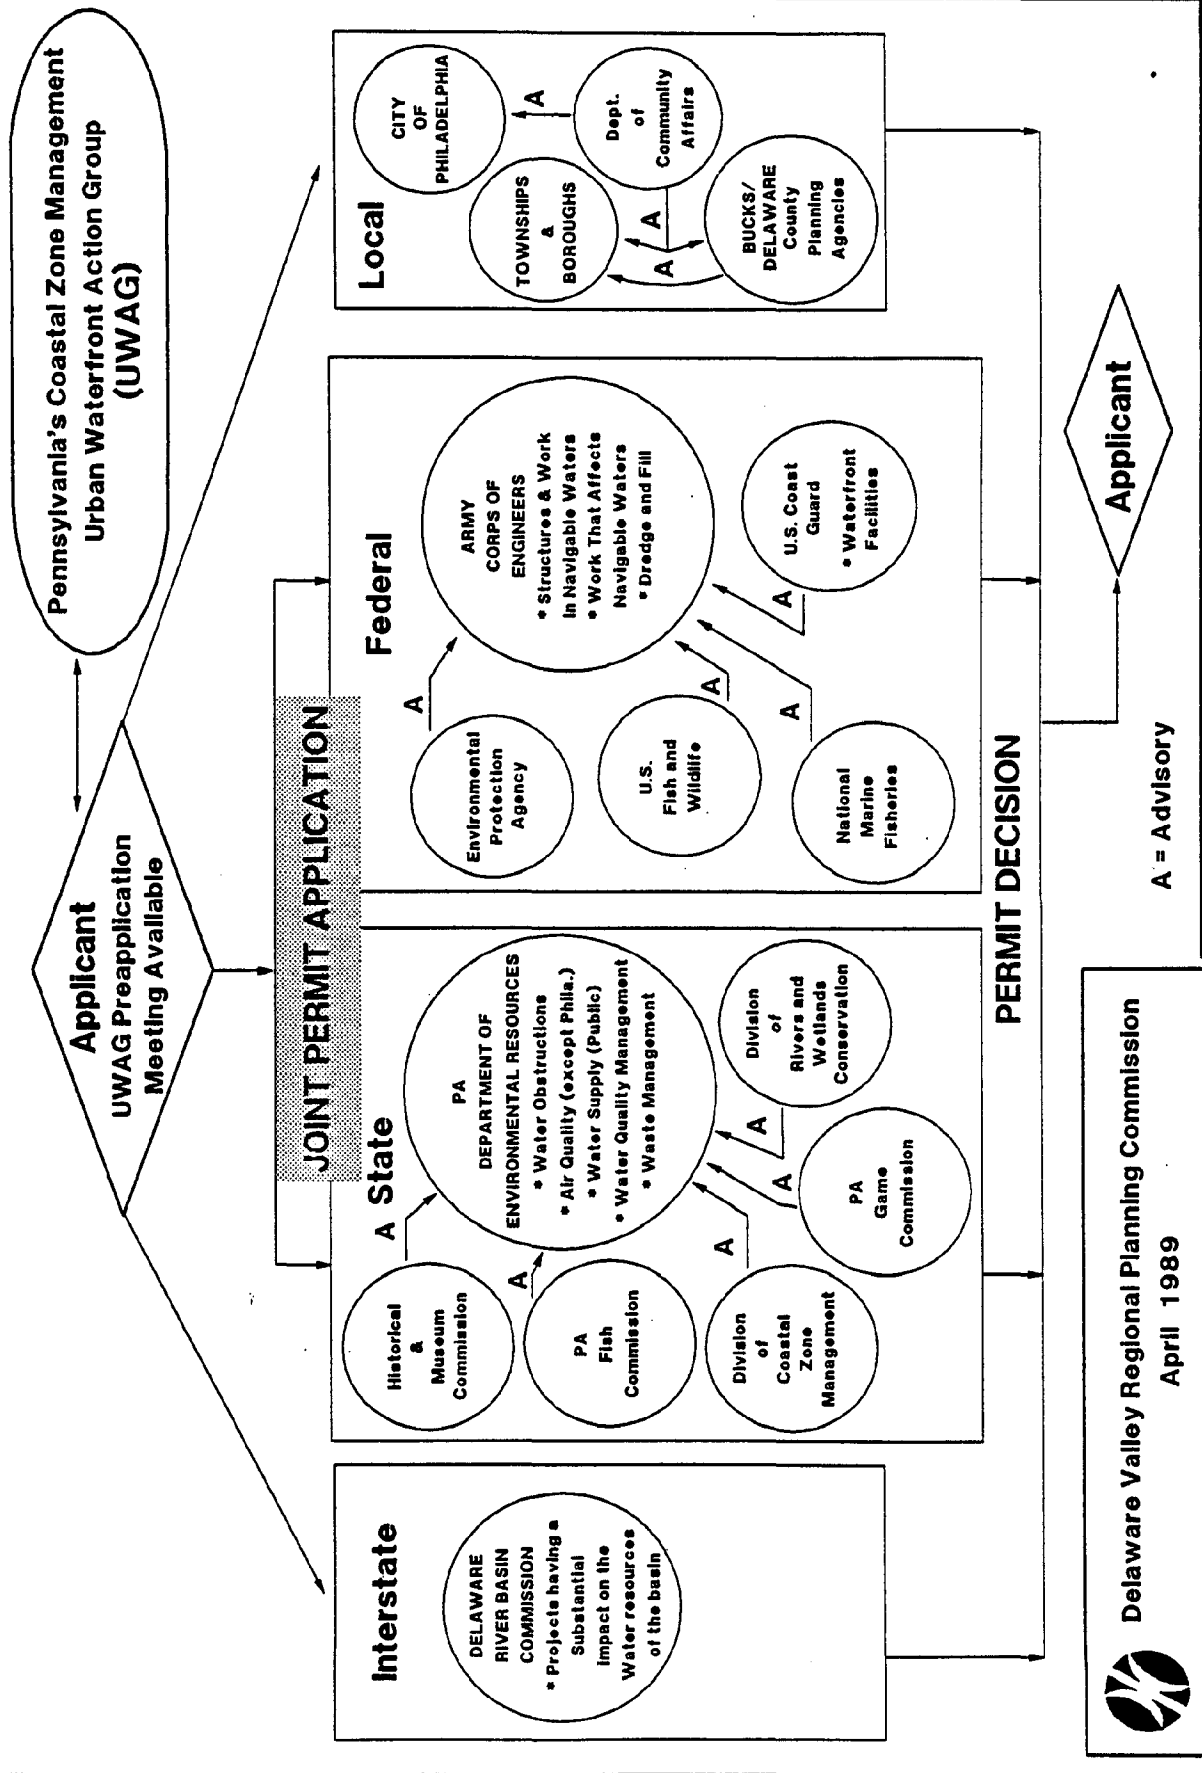 Pennsylvania's Coastal Zone Management
Urban Waterfront Action Group
(UWAG)
Applicant
UWAG Preapplication
Meeting Available
JOINT PERMIT APPLICATION
Interstate
DELAWARE
RIVER BASIN
COMMISSION
* Projects having a
Substantial
Impact on the
Water resources
of the basin
State
Historical
&
Museum
Commission
A
PA
Fish
Commission
A
Division
of
Coastal
Zone
Management
A
PA
DEPARTMENT OF
ENVIRONMENTAL RESOURCES
* Water Obstructions
* Air Quality (except Phila.)
* Water Supply (Public)
* Water Quality Management
* Waste Management
PA
Game
Commission
A
Division
of
Rivers and
Wetlands
Conservation
A
Federal
Environmental
Protection
Agency
A
U.S.
Fish and
Wildlife
A
National
Marine
Fisheries
A
ARMY
CORPS OF
ENGINEERS
* Structures & Work
In Navigable Waters
* Work That Affects
Navigable Waters
* Dredge and Fill
U.S. Coast
Guard
* Waterfront
Facilities
A
Local
CITY
OF
PHILADELPHIA
TOWNSHIPS
&
BOROUGHS
Dept.
of
Community
Affairs
A
A
A
BUCKS/
DELAWARE
County
Planning
Agencies
PERMIT DECISION
Applicant
A = Advisory
Delaware Valley Regional Planning Commission
April 1989